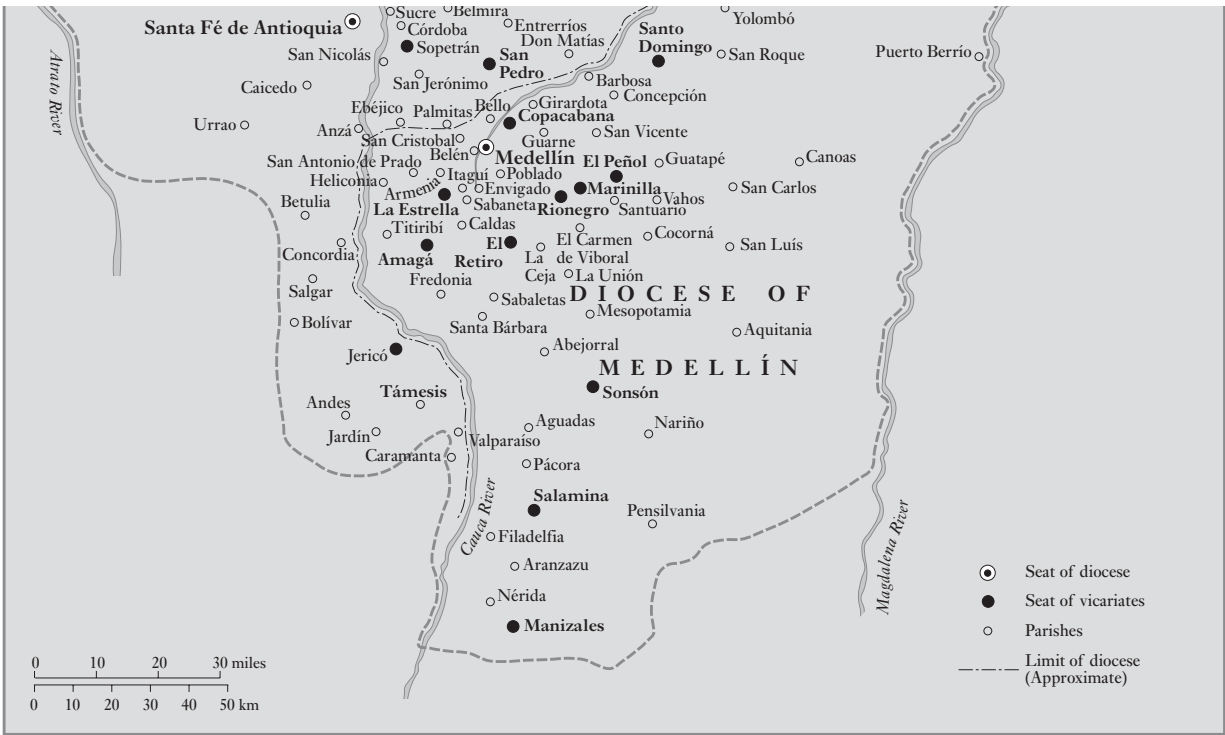 Sucre
Belmira
Yolombó
Santa Fé de Antioquia
Córdoba
Entrerríos
Don Matías
Santo
Domingo
San Nicolás
Sopetrán
San
Pedro
San Roque
Puerto Berrío
Atrato River
Caicedo
San Jerónimo
Barbosa
Concepción
Ebéjico
Palmitas
Bello
Girardota
Copacabana
Urrao
Anzá
San Cristobal
Guarne
San Vicente
Belén
Medellín
El Peñol
Guatapé
Canoas
San Antonio de Prado
Itaguí
Poblado
Heliconia
Armenia
Envigado
Marinilla
San Carlos
Betulia
La Estrella
Sabaneta
Rionegro
Santuario
Vahos
Titiribí
Caldas
Concordia
Amagá
El
Retiro
La
Ceja
El Carmen
de Viboral
Cocorná
San Luís
Salgar
Fredonia
La Unión
Sabaletas
DIOCESE OF
Bolívar
Santa Bárbara
Mesopotamia
Aquitania
Jericó
Abejorral
MEDELLÍN
Támesis
Sonsón
Andes
Jardín
Valparaíso
Aguadas
Nariño
Caramanta
Pácora
Cauca River
Salamina
Pensilvania
Magdalena River
Filadelfia
Aranzazu
Nérida
Manizales
Seat of diocese
Seat of vicariates
Parishes
Limit of diocese
(Approximate)
0 10 20 30 miles
0 10 20 30 40 50 km